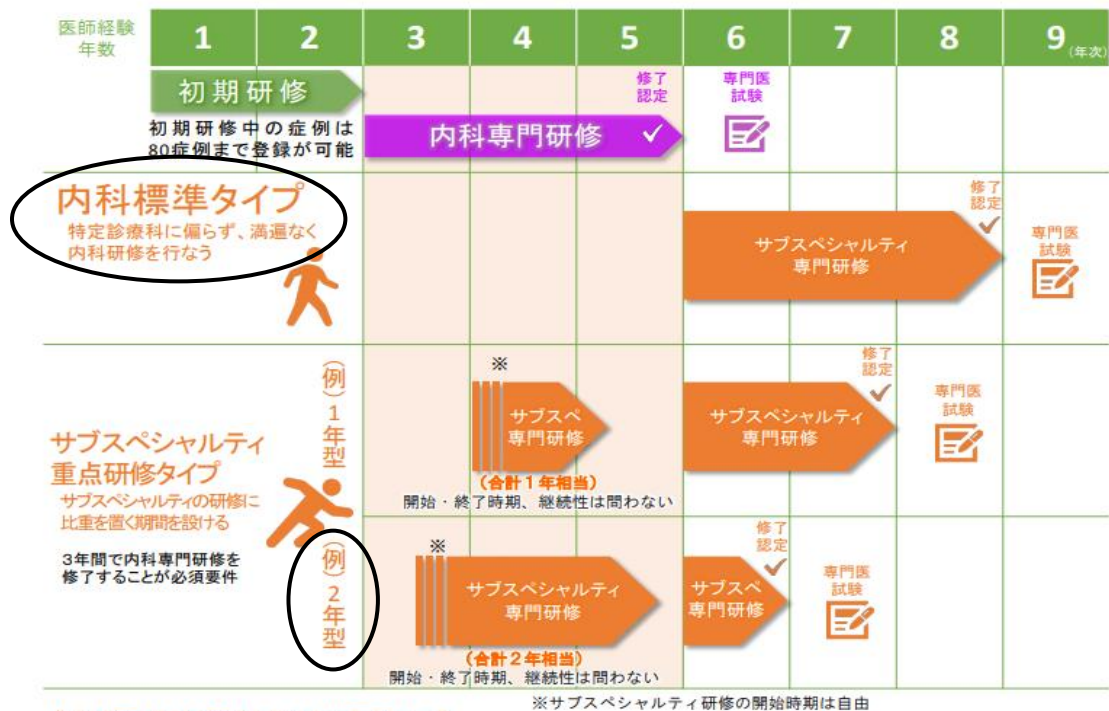 医師経験
年数
1 2 3 4 5 6 7 8 9(年次)
初期研修
初期研修中の症例は
80症例まで登録が可能
内科専門研修
修了
認定
専門医
試験
内科標準タイプ
特定診療科に偏らず、満遍なく
内科研修を行なう
サブスペシャルティ
専門研修
修了
認定
専門医
試験
サブスペシャルティ
重点研修タイプ
サブスペシャルティの研修に
比重を置く期間を設ける
3年間で内科専門研修を
修了することが必須要件
(例)1年型
※
サブスペ
専門研修
(合計1年相当)
開始・終了時期、継続性は問わない
サブスペシャルティ
専門研修
修了
認定
専門医
試験
(例)2年型
※
サブスペシャルティ
専門研修
(合計2年相当)
開始・終了時期、継続性は問わない
サブスペ
専門研修
修了
認定
専門医
試験
※サブスペシャルティ研修の開始時期は自由